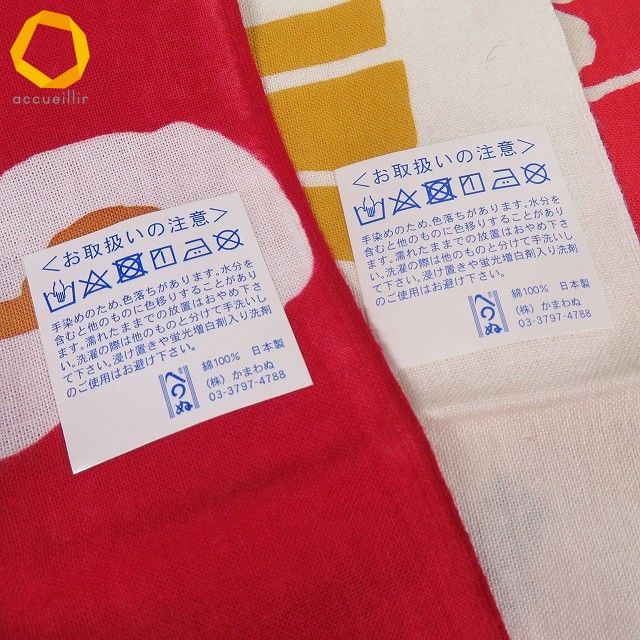 accueillir
<お取扱いの注意>
手染めのため、色落ちがあります。水分を
含むと他のものに色移りすることがあり
ます。濡れたままでの放置はおやめ下さ
い。洗濯の際は他のものと分けて手洗いし
て下さい。浸け置きや蛍光増白剤入り洗剤
のご使用はお避け下さい。
綿100% 日本製
(株) かまわぬ
03-3797-4788
<お取扱いの注意>
手染めのため、色落ちがあります。水分を
含むと他のものに色移りすることがあり
ます。濡れたままでの放置はおやめ下さ
い。洗濯の際は他のものと分けて手洗いし
て下さい。浸け置きや蛍光増白剤入り洗剤
のご使用はお避け下さい。
綿100% 日本製
(株) かまわぬ
03-3797-4788